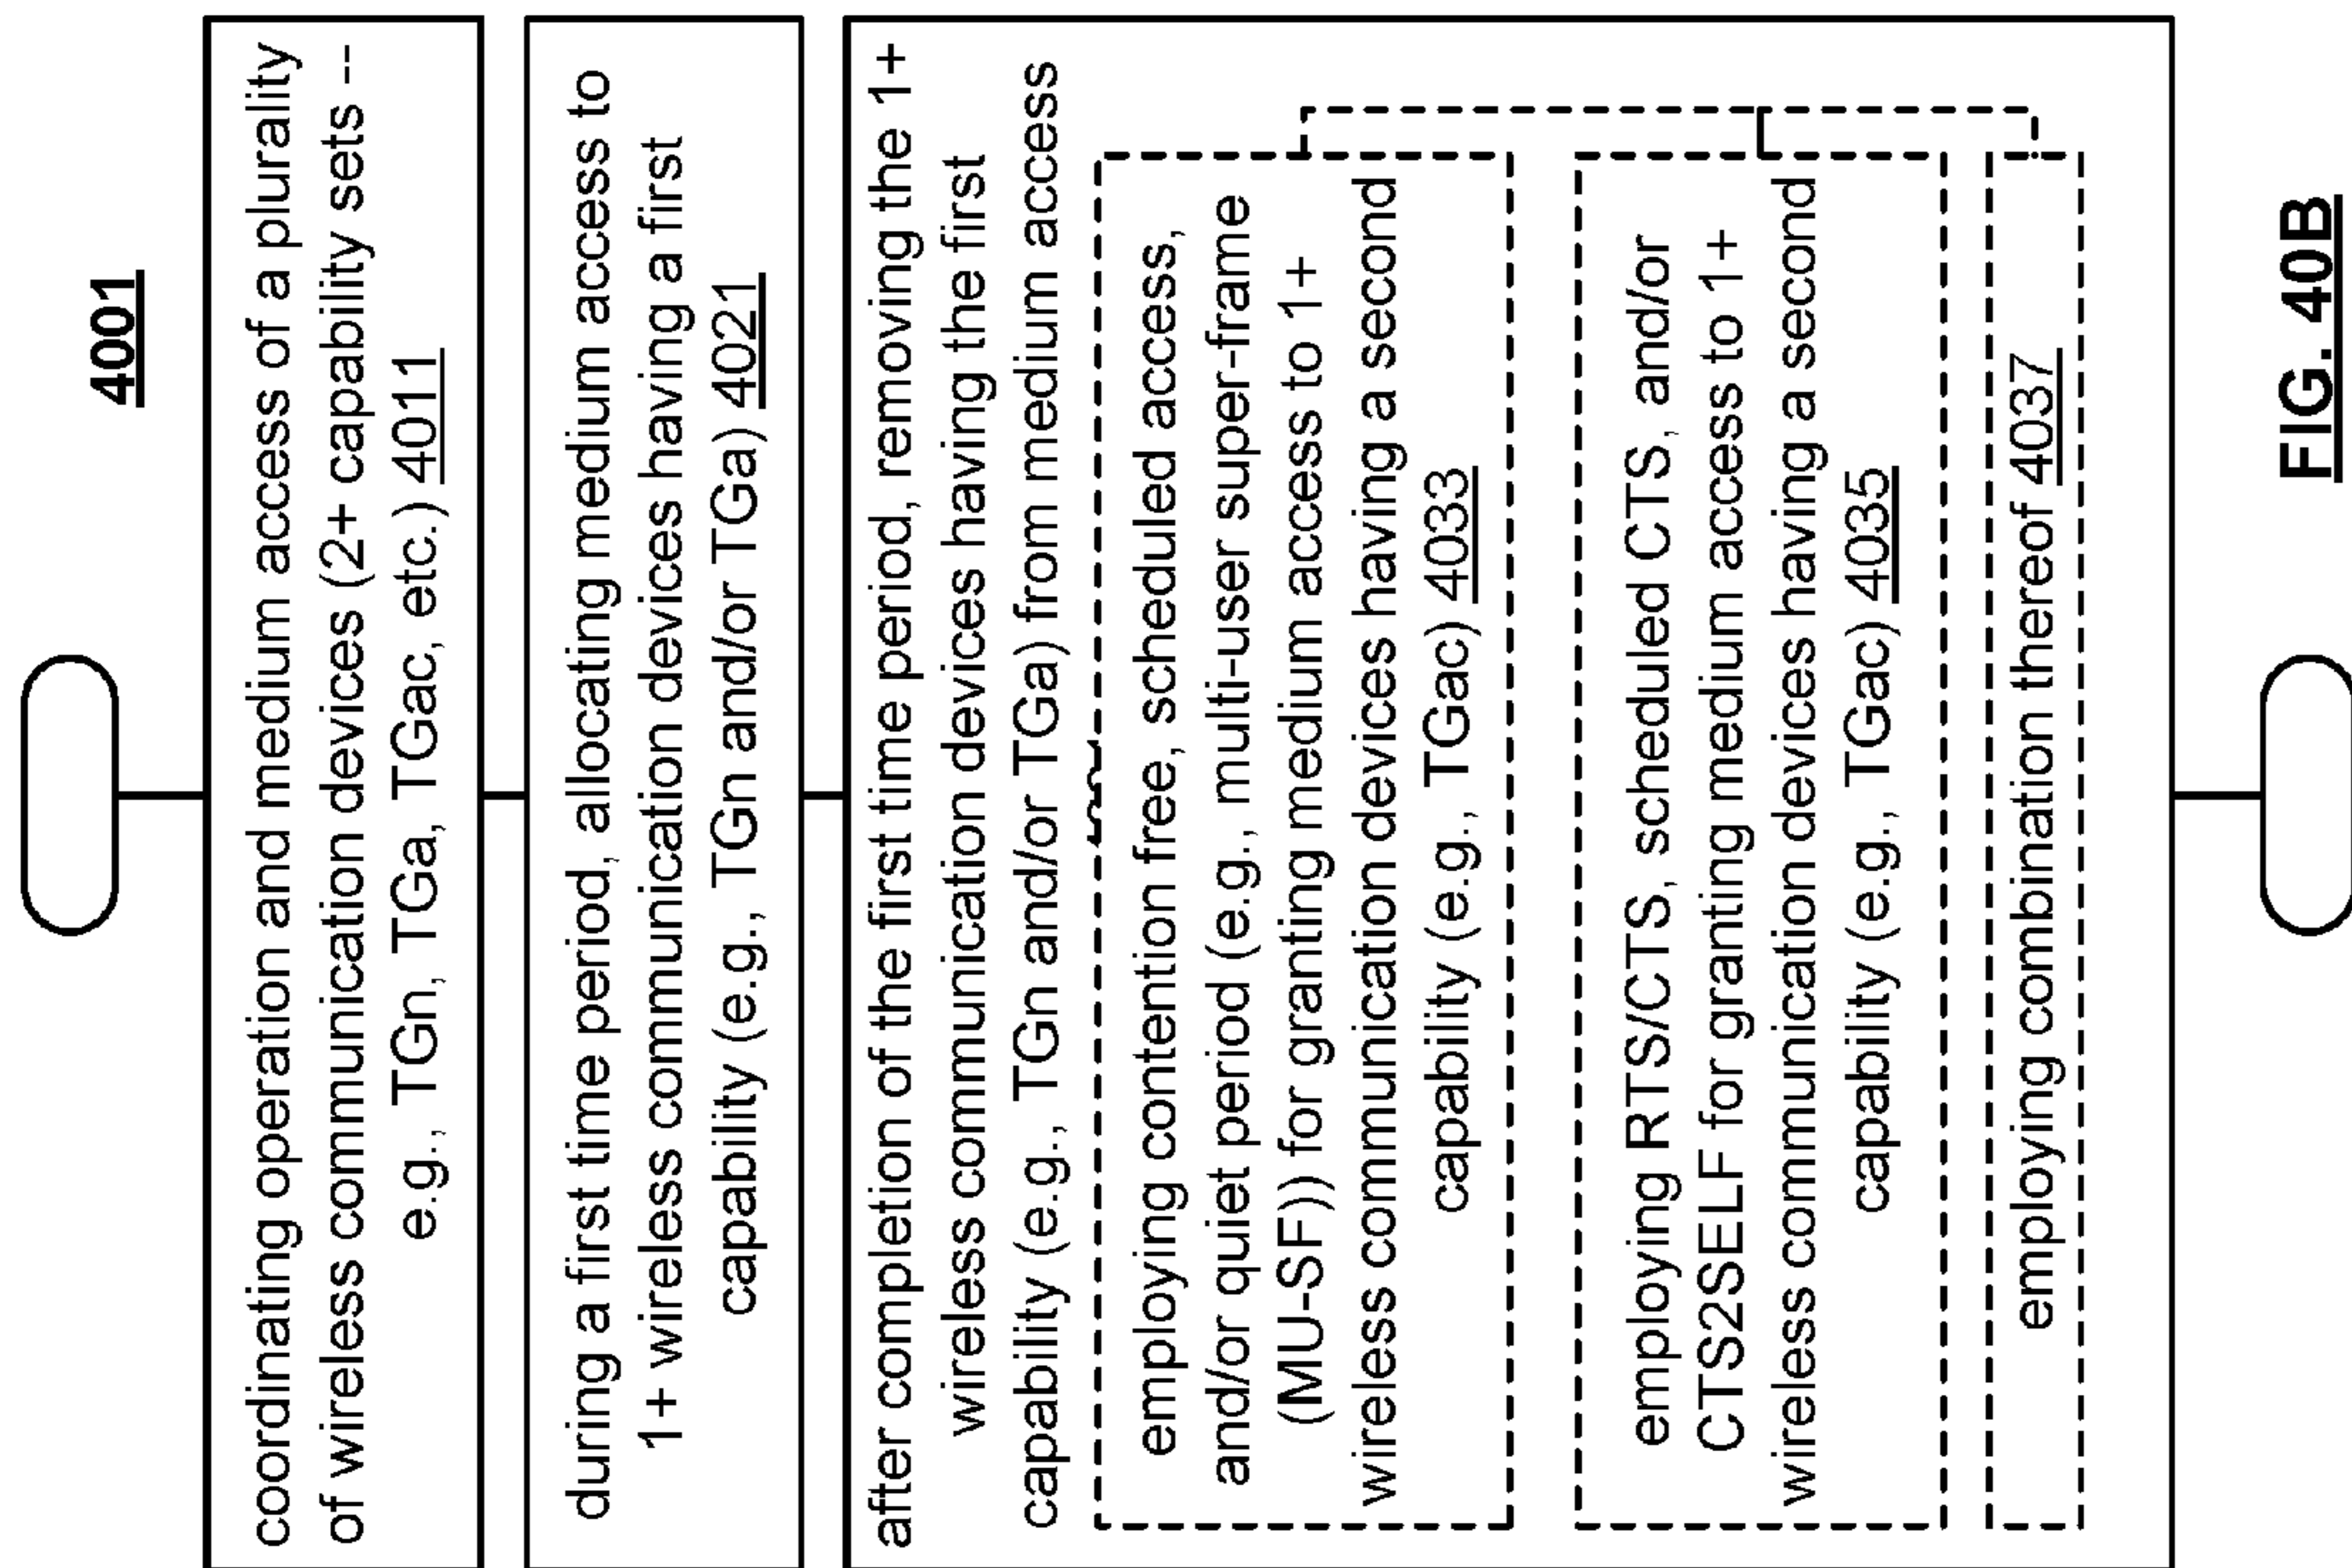 4001
coordinating operation and medium access of a plurality
of wireless communication devices (2+ capability sets --
e.g., TGn, TGa, TGac, etc.) 4011
during a first time period, allocating medium access to
1+ wireless communication devices having a first
capability (e.g., TGn and/or TGa) 4021
after completion of the first time period, removing the 1+
wireless communication devices having the first
capability (e.g., TGn and/or TGa) from medium access
employing contention free, scheduled access,
and/or quiet period (e.g., multi-user super-frame
(MU-SF)) for granting medium access to 1+
wireless communication devices having a second
capability (e.g., TGac) 4033
employing RTS/CTS, scheduled CTS, and/or
CTS2SELF for granting medium access to 1+
wireless communication devices having a second
capability (e.g., TGac) 4035
employing combination thereof 4037
FIG. 40B